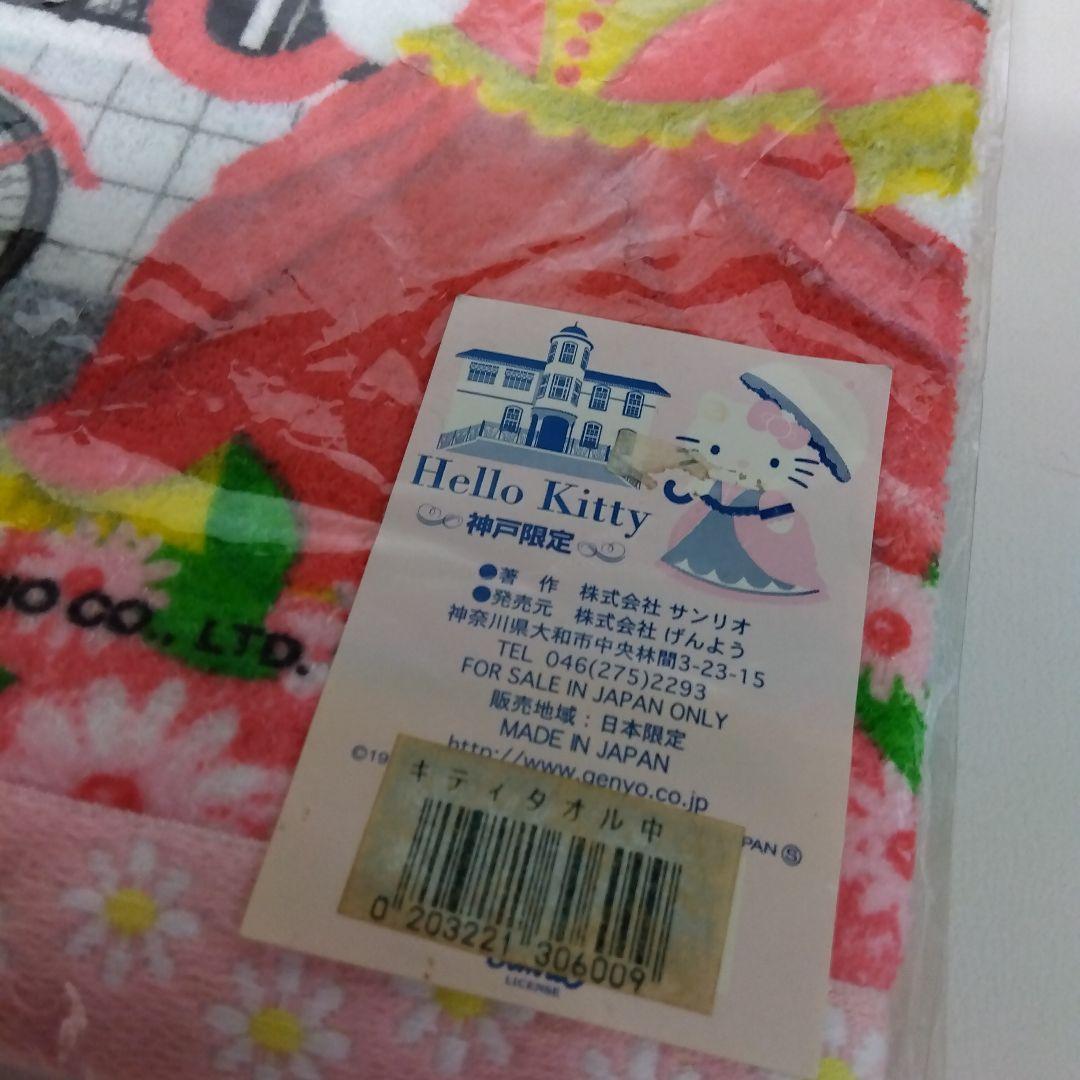 Hello Kitty
神戸限定
●著 作 株式会社 サンリオ
●発売元 株式会社 げんよう
神奈川県大和市中央林間3-23-15
TEL 046(275)2293
FOR SALE IN JAPAN ONLY
販売地域：日本限定
MADE IN JAPAN
http://www.genyo.co.jp
©19
PAN Ⓢ
キティタオル中
0 203221 306009
LICENSE
YO CO., LTD.